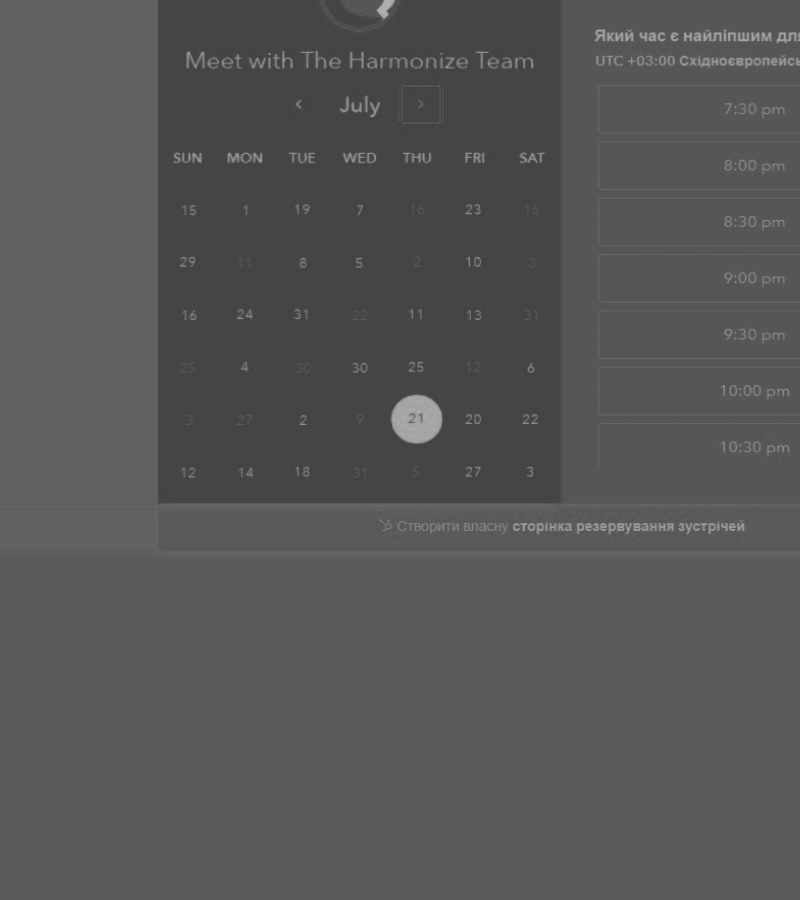 Meet with The Harmonize Team
July
SUN MON TUE WED THU FRI SAT
15 1 19 7 16 23 16
29 11 8 5 2 10 3
16 24 31 22 11 13 31
25 4 30 30 25 12 6
3 27 2 9 21 20 22
12 14 18 31 5 27 3
Який час є найліпшим для
UTC +03:00 Східноєвропейсь
7:30 pm
8:00 pm
8:30 pm
9:00 pm
9:30 pm
10:00 pm
10:30 pm
Створити власну сторінка резервування зустрічей